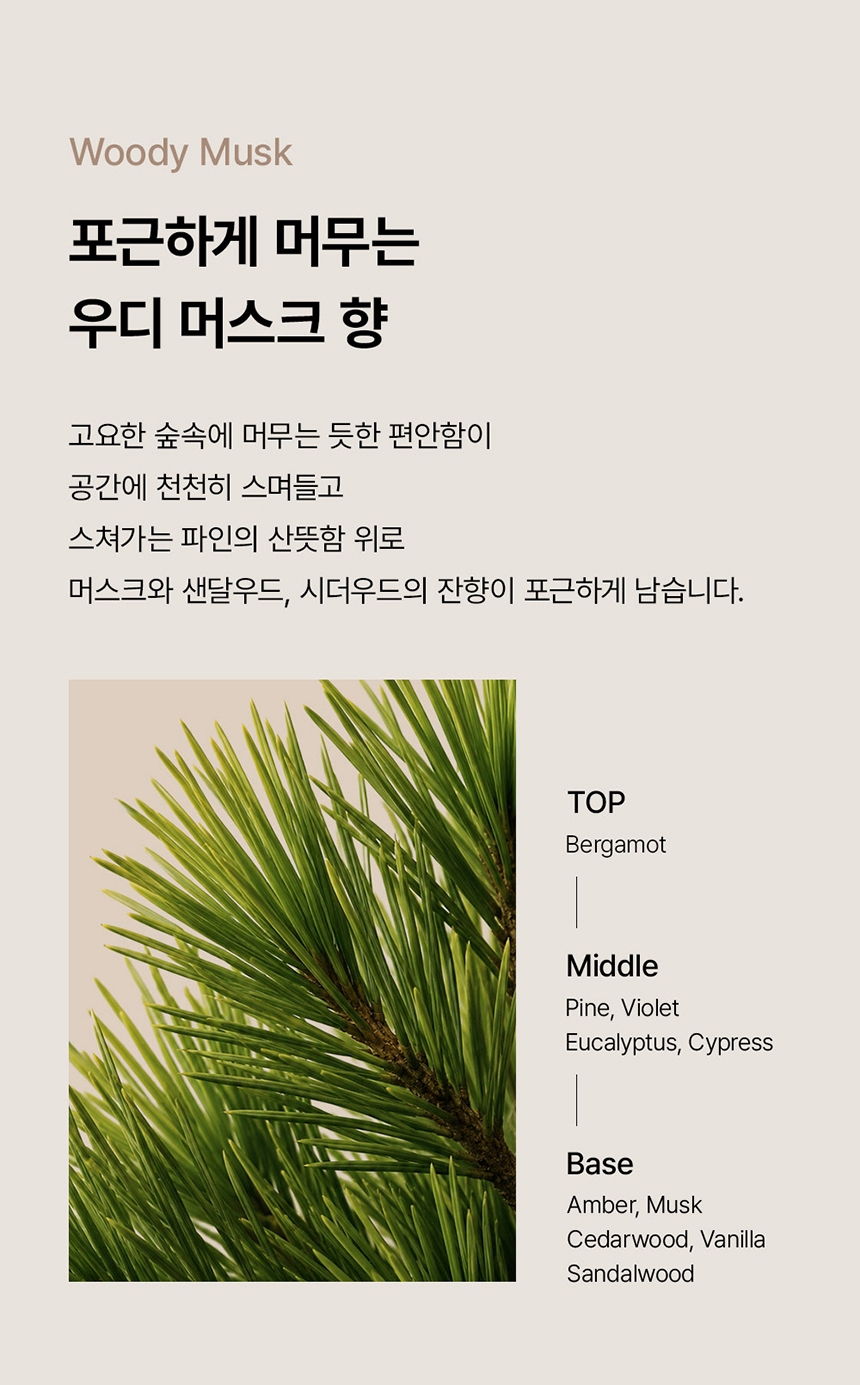 Woody Musk
포근하게 머무는
우디 머스크 향
고요한 숲속에 머무는 듯한 편안함이
공간에 천천히 스며들고
스쳐가는 파인의 산뜻함 위로
머스크와 샌달우드, 시더우드의 잔향이 포근하게 남습니다.
TOP
Bergamot
Middle
Pine, Violet
Eucalyptus, Cypress
Base
Amber, Musk
Cedarwood, Vanilla
Sandalwood